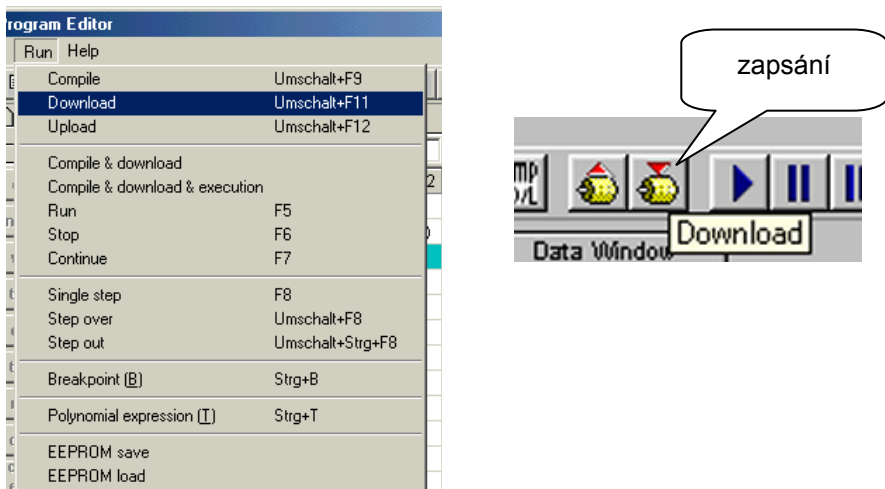 rogram Editor
Run Help
Compile Umschalt+F9
Download Umschalt+F11
Upload Umschalt+F12
Compile & download
Compile & download & execution
Run F5
Stop F6
Continue F7
Single step F8
Step over Umschalt+F8
Step out Umschalt+Strg+F8
Breakpoint (B) Strg+B
Polynomial expression (T) Strg+T
EEPROM save
EEPROM load
zapsání
Download
Data Window